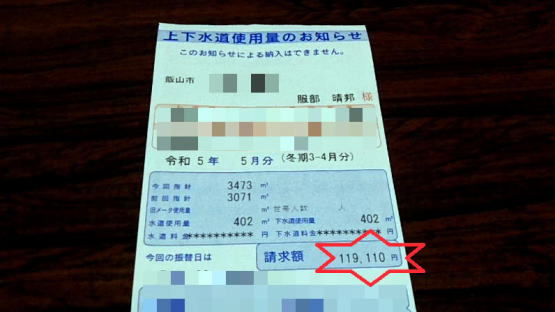 上下水道使用量のお知らせ
このお知らせによる納入はできません。
飯山市
服部 晴邦 様
令和 5年 5月分 (冬期3-4月分)
今回指針 3473 m³
前回指針 3071 m³
旧メータ使用量 m³ 世帯人数 人
水道使用量 402 m³ 下水道使用量 402 m³
水道料金********** 円 下水道料金********** 円
今回の振替日は 請求額 119,110 円